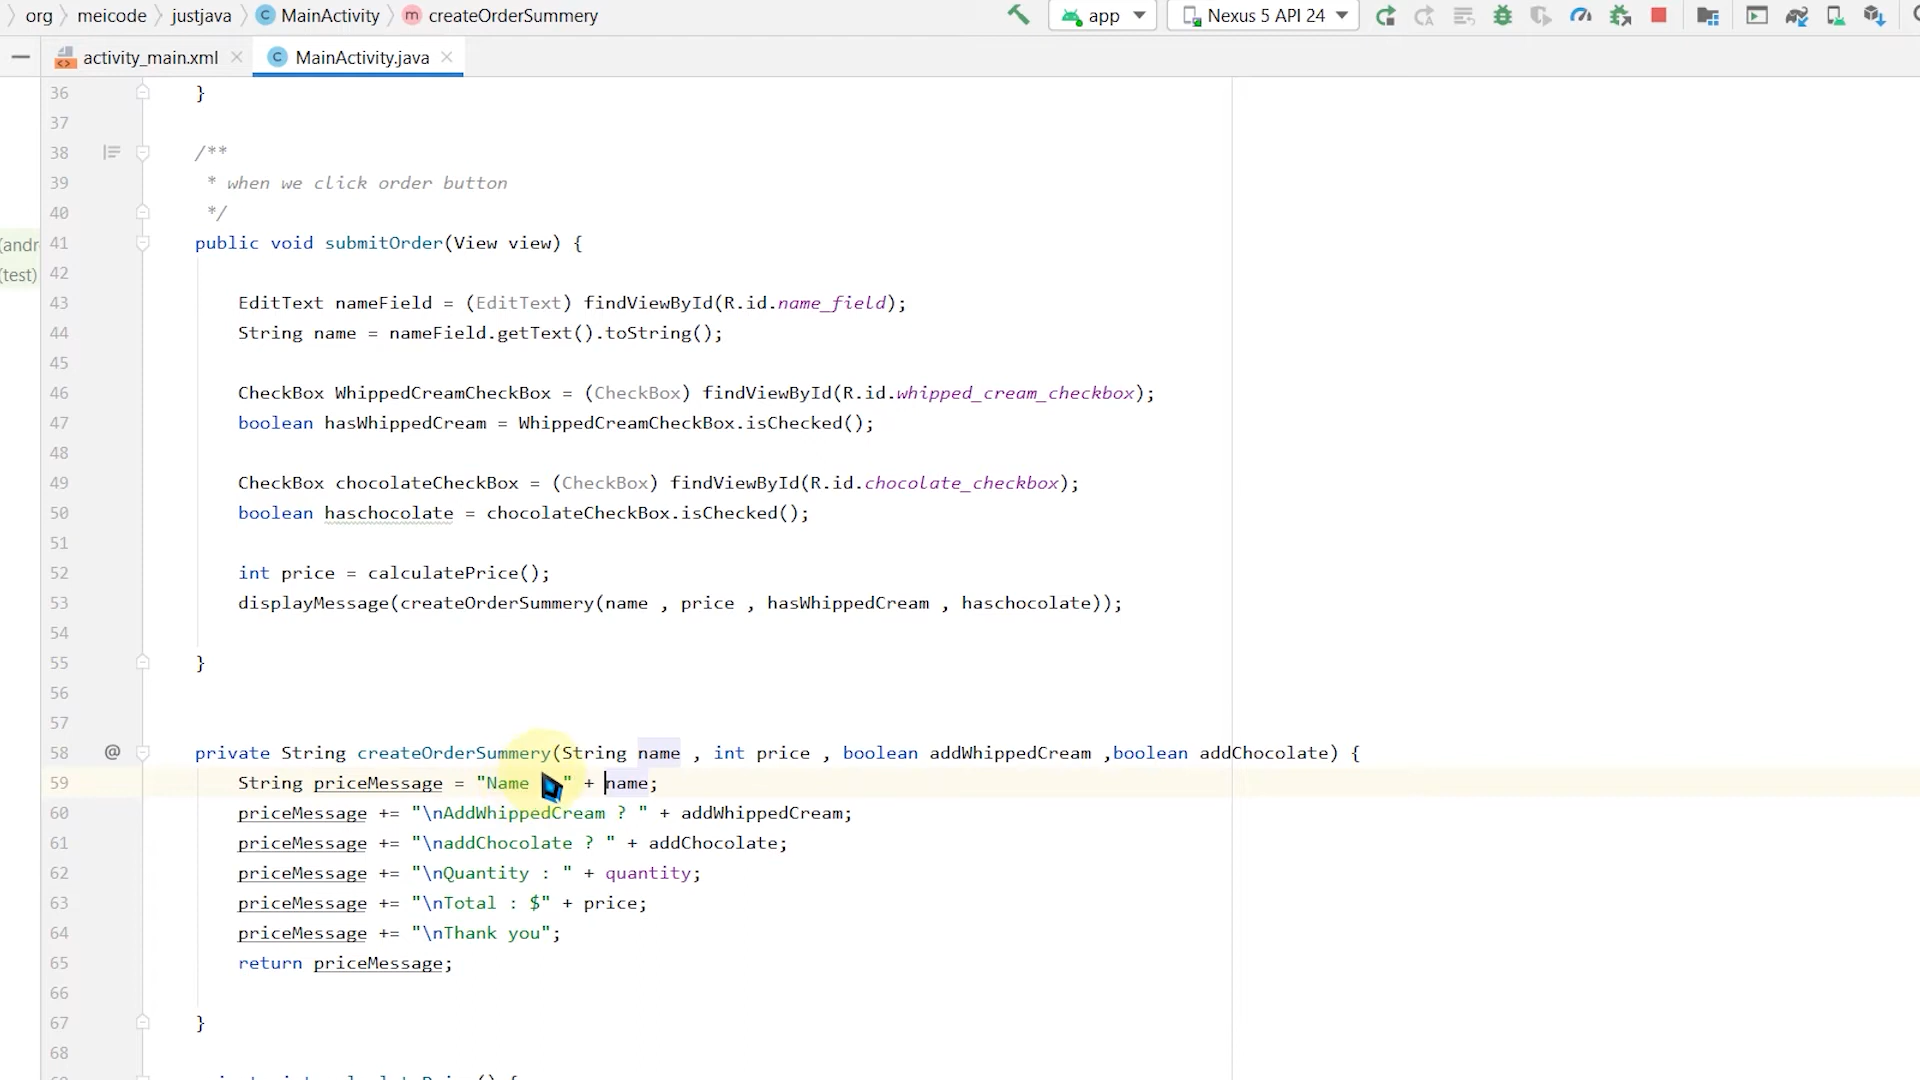 org meicode justjava C MainActivity m createOrderSummery app Nexus 5 API 24
activity_main.xml C MainActivity.java
36 }
37
38 /**
39 * when we click order button
40 */
(andr 41 public void submitOrder(View view) {
(test) 42
43 EditText nameField = (EditText) findViewById(R.id.name_field);
44 String name = nameField.getText().toString();
45
46 CheckBox WhippedCreamCheckBox = (CheckBox) findViewById(R.id.whipped_cream_checkbox);
47 boolean hasWhippedCream = WhippedCreamCheckBox.isChecked();
48
49 CheckBox chocolateCheckBox = (CheckBox) findViewById(R.id.chocolate_checkbox);
50 boolean haschocolate = chocolateCheckBox.isChecked();
51
52 int price = calculatePrice();
53 displayMessage(createOrderSummery(name , price , hasWhippedCream , haschocolate));
54
55 }
56
57
58 @ private String createOrderSummery(String name , int price , boolean addWhippedCream ,boolean addChocolate) {
59 String priceMessage = "Name " + name;
60 priceMessage += "\nAddWhippedCream ? " + addWhippedCream;
61 priceMessage += "\naddChocolate ? " + addChocolate;
62 priceMessage += "\nQuantity : " + quantity;
63 priceMessage += "\nTotal : $" + price;
64 priceMessage += "\nThank you";
65 return priceMessage;
66
67 }
68